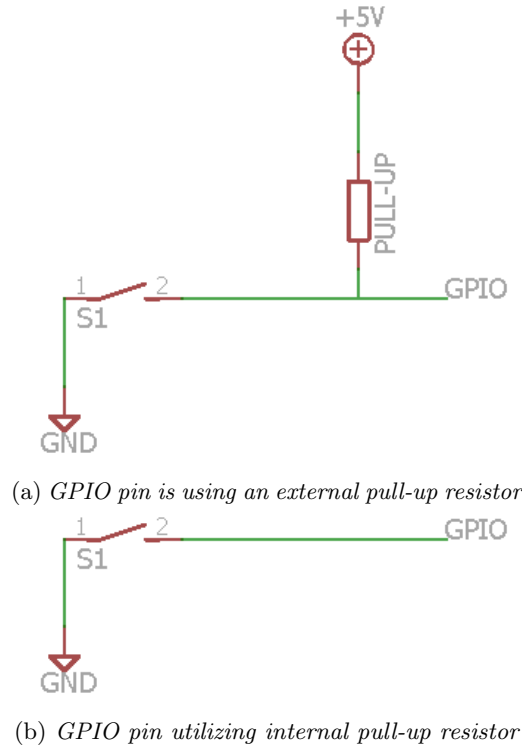 +5V
PULL-UP
1 2 GPIO
S1
GND
(a) GPIO pin is using an external pull-up resistor
1 2 GPIO
S1
GND
(b) GPIO pin utilizing internal pull-up resistor